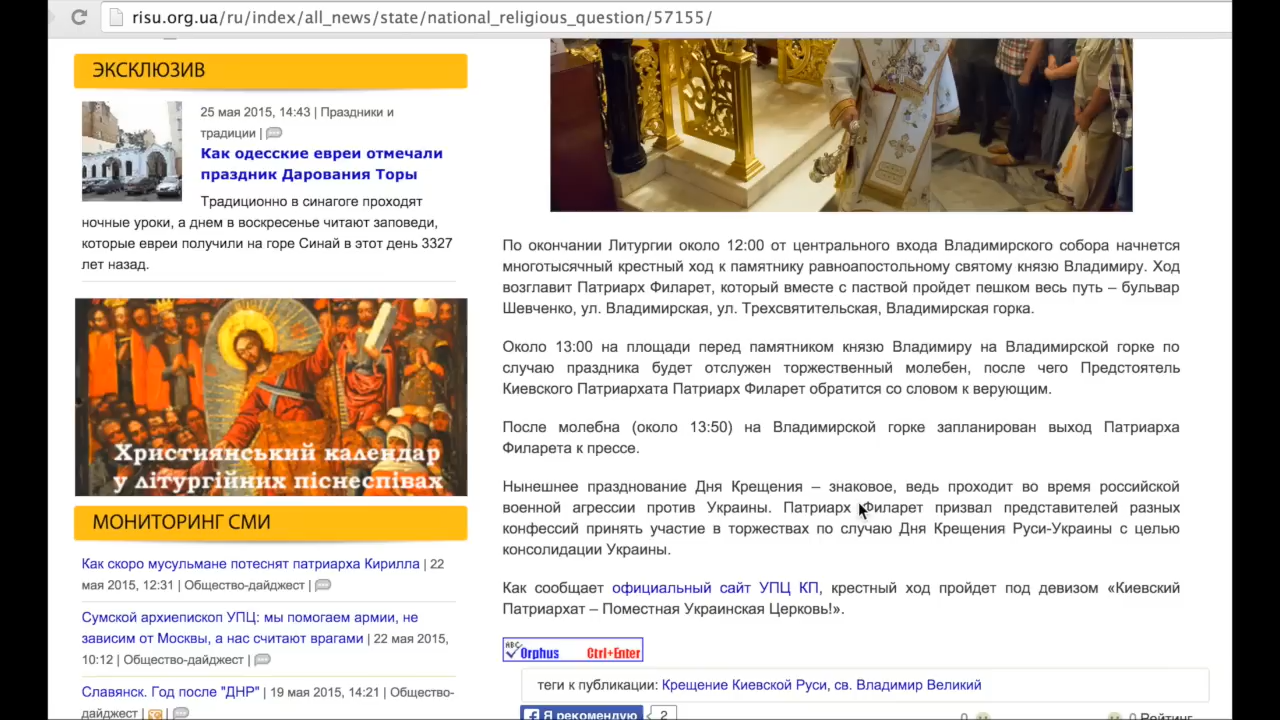 risu.org.ua/ru/index/all_news/state/national_religious_question/57155/
ЭКСКЛЮЗИВ
25 мая 2015, 14:43 | Праздники и
традиции |
Как одесские евреи отмечали
праздник Дарования Торы
Традиционно в синагоге проходят
ночные уроки, а днем в воскресенье читают заповеди,
которые евреи получили на горе Синай в этот день 3327
лет назад.
Християнський календар
у літургійних піснеспівах
МОНИТОРИНГ СМИ
Как скоро мусульмане потеснят патриарха Кирилла | 22
мая 2015, 12:31 | Общество-дайджест |
Сумской архиепископ УПЦ: мы помогаем армии, не
зависим от Москвы, а нас считают врагами | 22 мая 2015,
10:12 | Общество-дайджест |
Славянск. Год после "ДНР" | 19 мая 2015, 14:21 | Общество-
дайджест |
По окончании Литургии около 12:00 от центрального входа Владимирского собора начнется
многотысячный крестный ход к памятнику равноапостольному святому князю Владимиру. Ход
возглавит Патриарх Филарет, который вместе с паствой пройдет пешком весь путь – бульвар
Шевченко, ул. Владимирская, ул. Трехсвятительская, Владимирская горка.
Около 13:00 на площади перед памятником князю Владимиру на Владимирской горке по
случаю праздника будет отслужен торжественный молебен, после чего Предстоятель
Киевского Патриархата Патриарх Филарет обратится со словом к верующим.
После молебна (около 13:50) на Владимирской горке запланирован выход Патриарха
Филарета к прессе.
Нынешнее празднование Дня Крещения – знаковое, ведь проходит во время российской
военной агрессии против Украины. Патриарх Филарет призвал представителей разных
конфессий принять участие в торжествах по случаю Дня Крещения Руси-Украины с целью
консолидации Украины.
Как сообщает официальный сайт УПЦ КП, крестный ход пройдет под девизом «Киевский
Патриархат – Поместная Украинская Церковь!».
ABC Orphus Ctrl+Enter
теги к публикации: Крещение Киевской Руси, св. Владимир Великий
Я рекомендую 2
0 0 Рейтинг